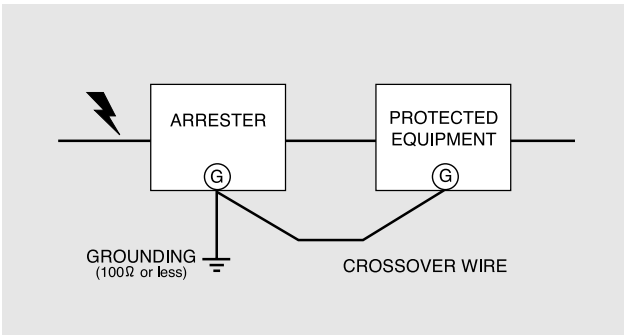 ARRESTER
PROTECTED
EQUIPMENT
G
G
GROUNDING
(100Ω or less)
CROSSOVER WIRE